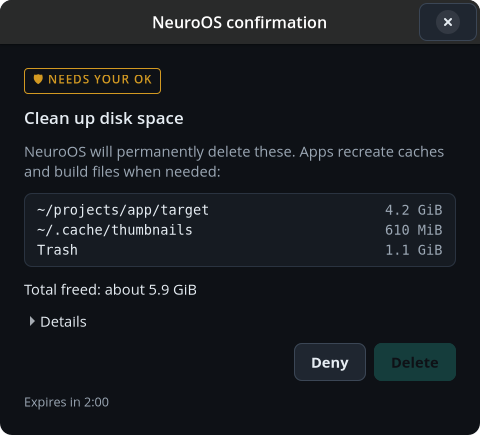 NeuroOS confirmation
NEEDS YOUR OK
Clean up disk space
NeuroOS will permanently delete these. Apps recreate caches
and build files when needed:
~/projects/app/target 4.2 GiB
~/.cache/thumbnails 610 MiB
Trash 1.1 GiB
Total freed: about 5.9 GiB
Details
Deny Delete
Expires in 2:00